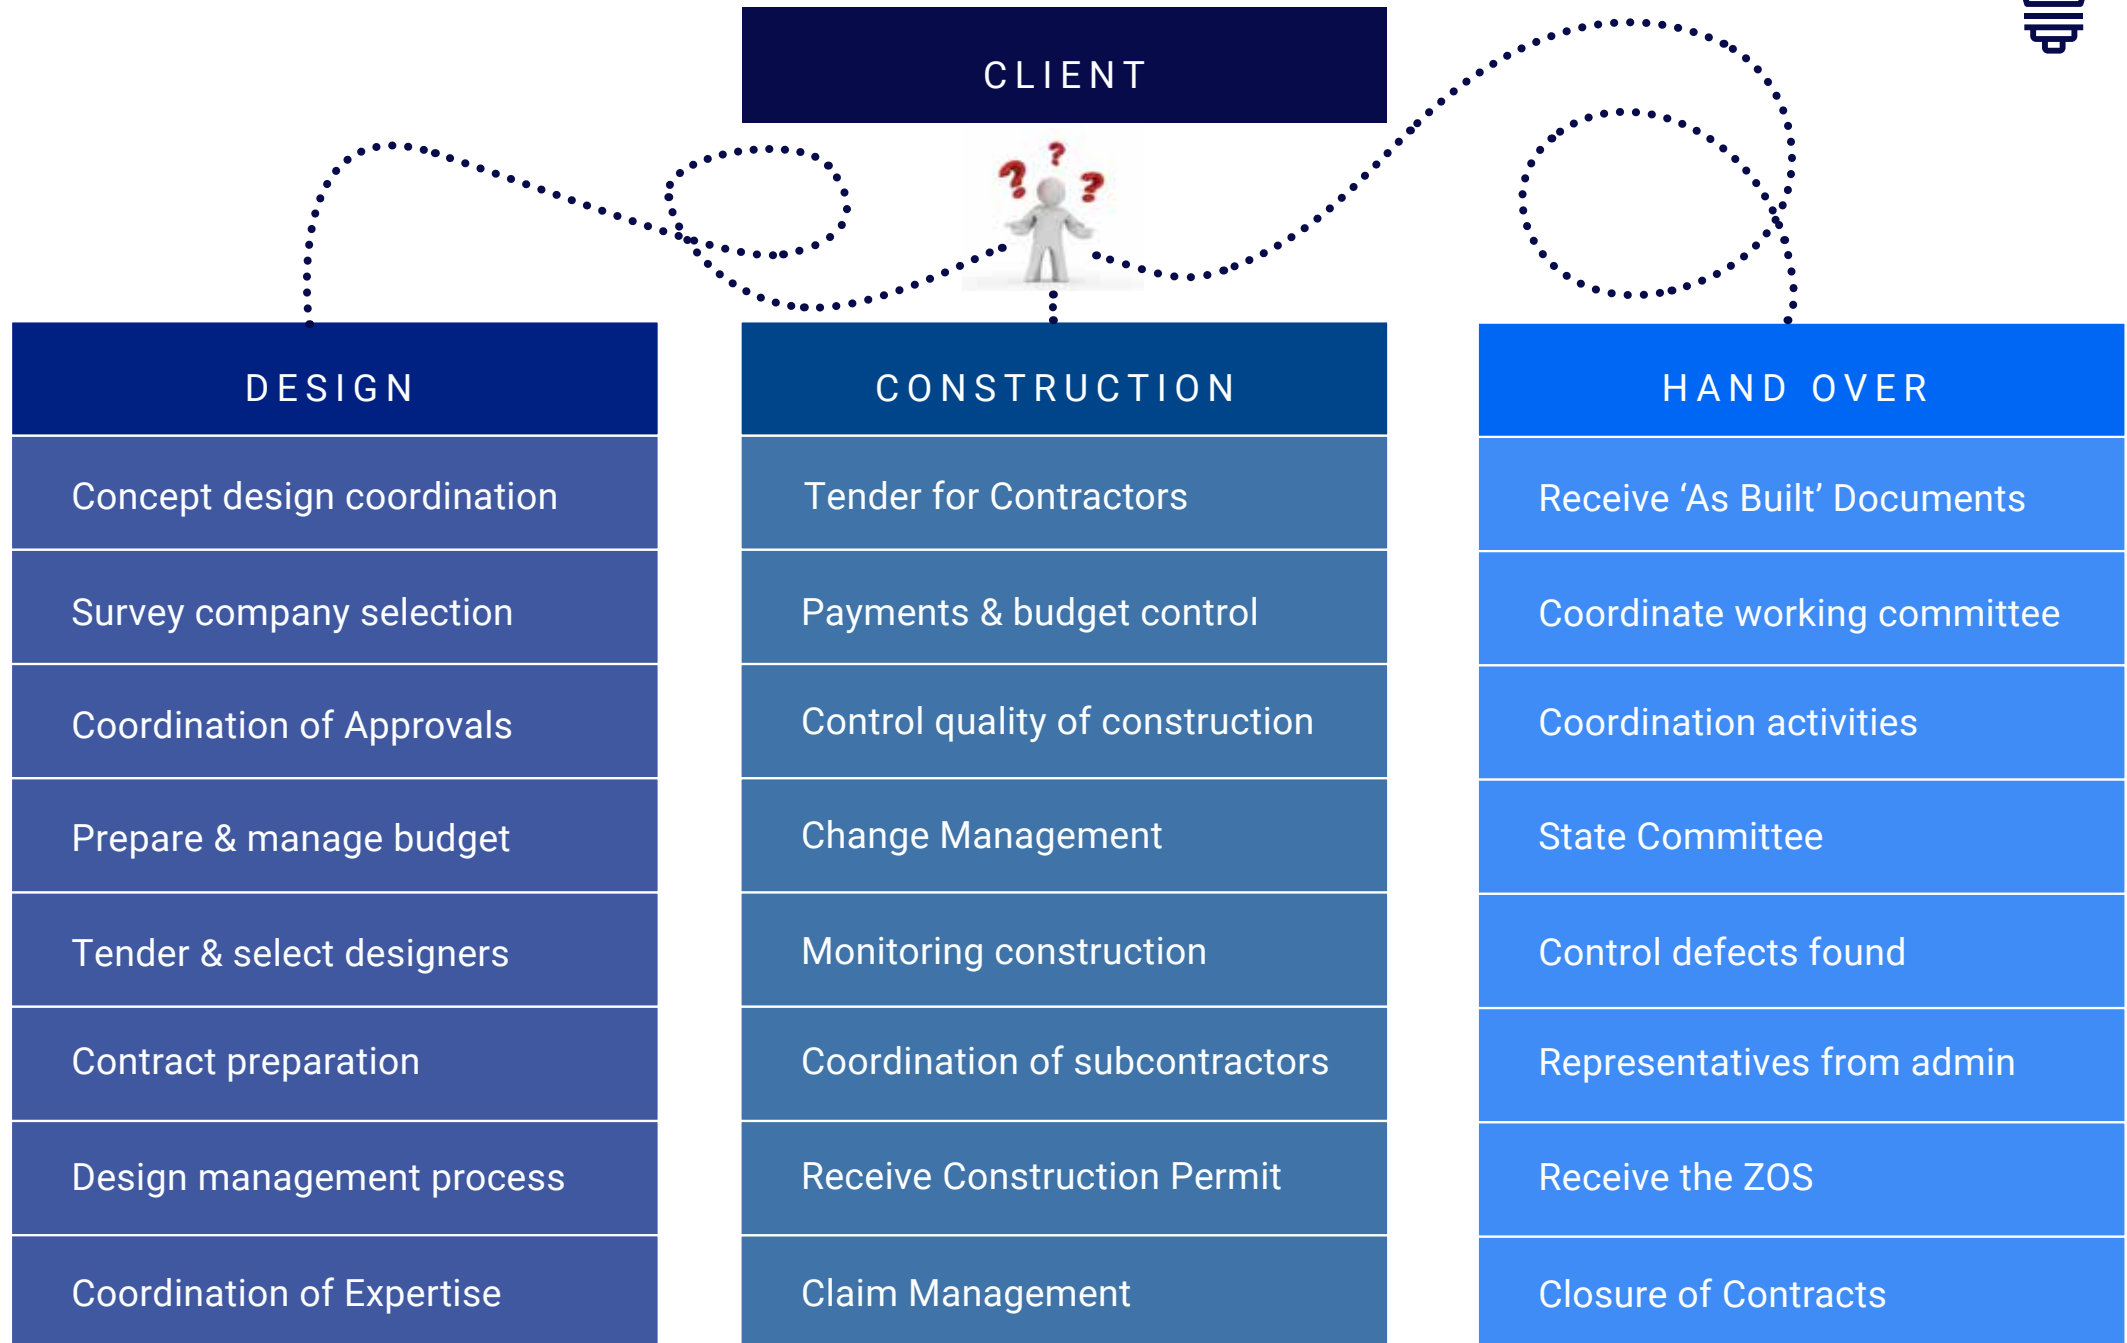 CLIENT
? ? ?
DESIGN
Concept design coordination
Survey company selection
Coordination of Approvals
Prepare & manage budget
Tender & select designers
Contract preparation
Design management process
Coordination of Expertise
CONSTRUCTION
Tender for Contractors
Payments & budget control
Control quality of construction
Change Management
Monitoring construction
Coordination of subcontractors
Receive Construction Permit
Claim Management
HAND OVER
Receive ‘As Built’ Documents
Coordinate working committee
Coordination activities
State Committee
Control defects found
Representatives from admin
Receive the ZOS
Closure of Contracts